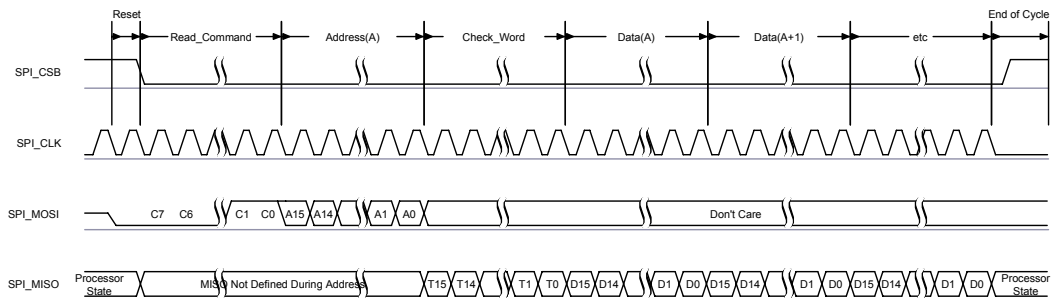 Reset
End of Cycle
Read_Command
Address(A)
Check_Word
Data(A)
Data(A+1)
etc
SPI_CSB
SPI_CLK
SPI_MOSI
C7 C6 C1 C0 A15 A14 A1 A0 Don't Care
SPI_MISO
Processor State
MISO Not Defined During Address
T15 T14 T1 T0 D15 D14 D1 D0 D15 D14 D1 D0 D15 D14 D1 D0
Processor State